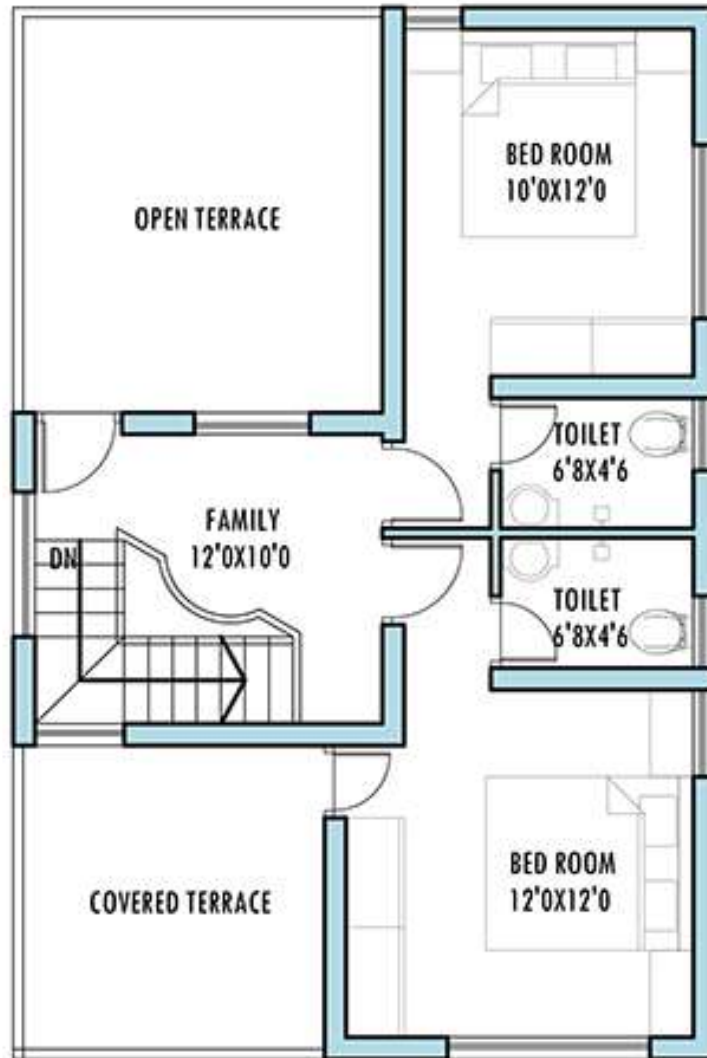 BED ROOM
10'0X12'0
OPEN TERRACE
TOILET
6'8X4'6
FAMILY
12'0X10'0
DN
TOILET
6'8X4'6
BED ROOM
12'0X12'0
COVERED TERRACE